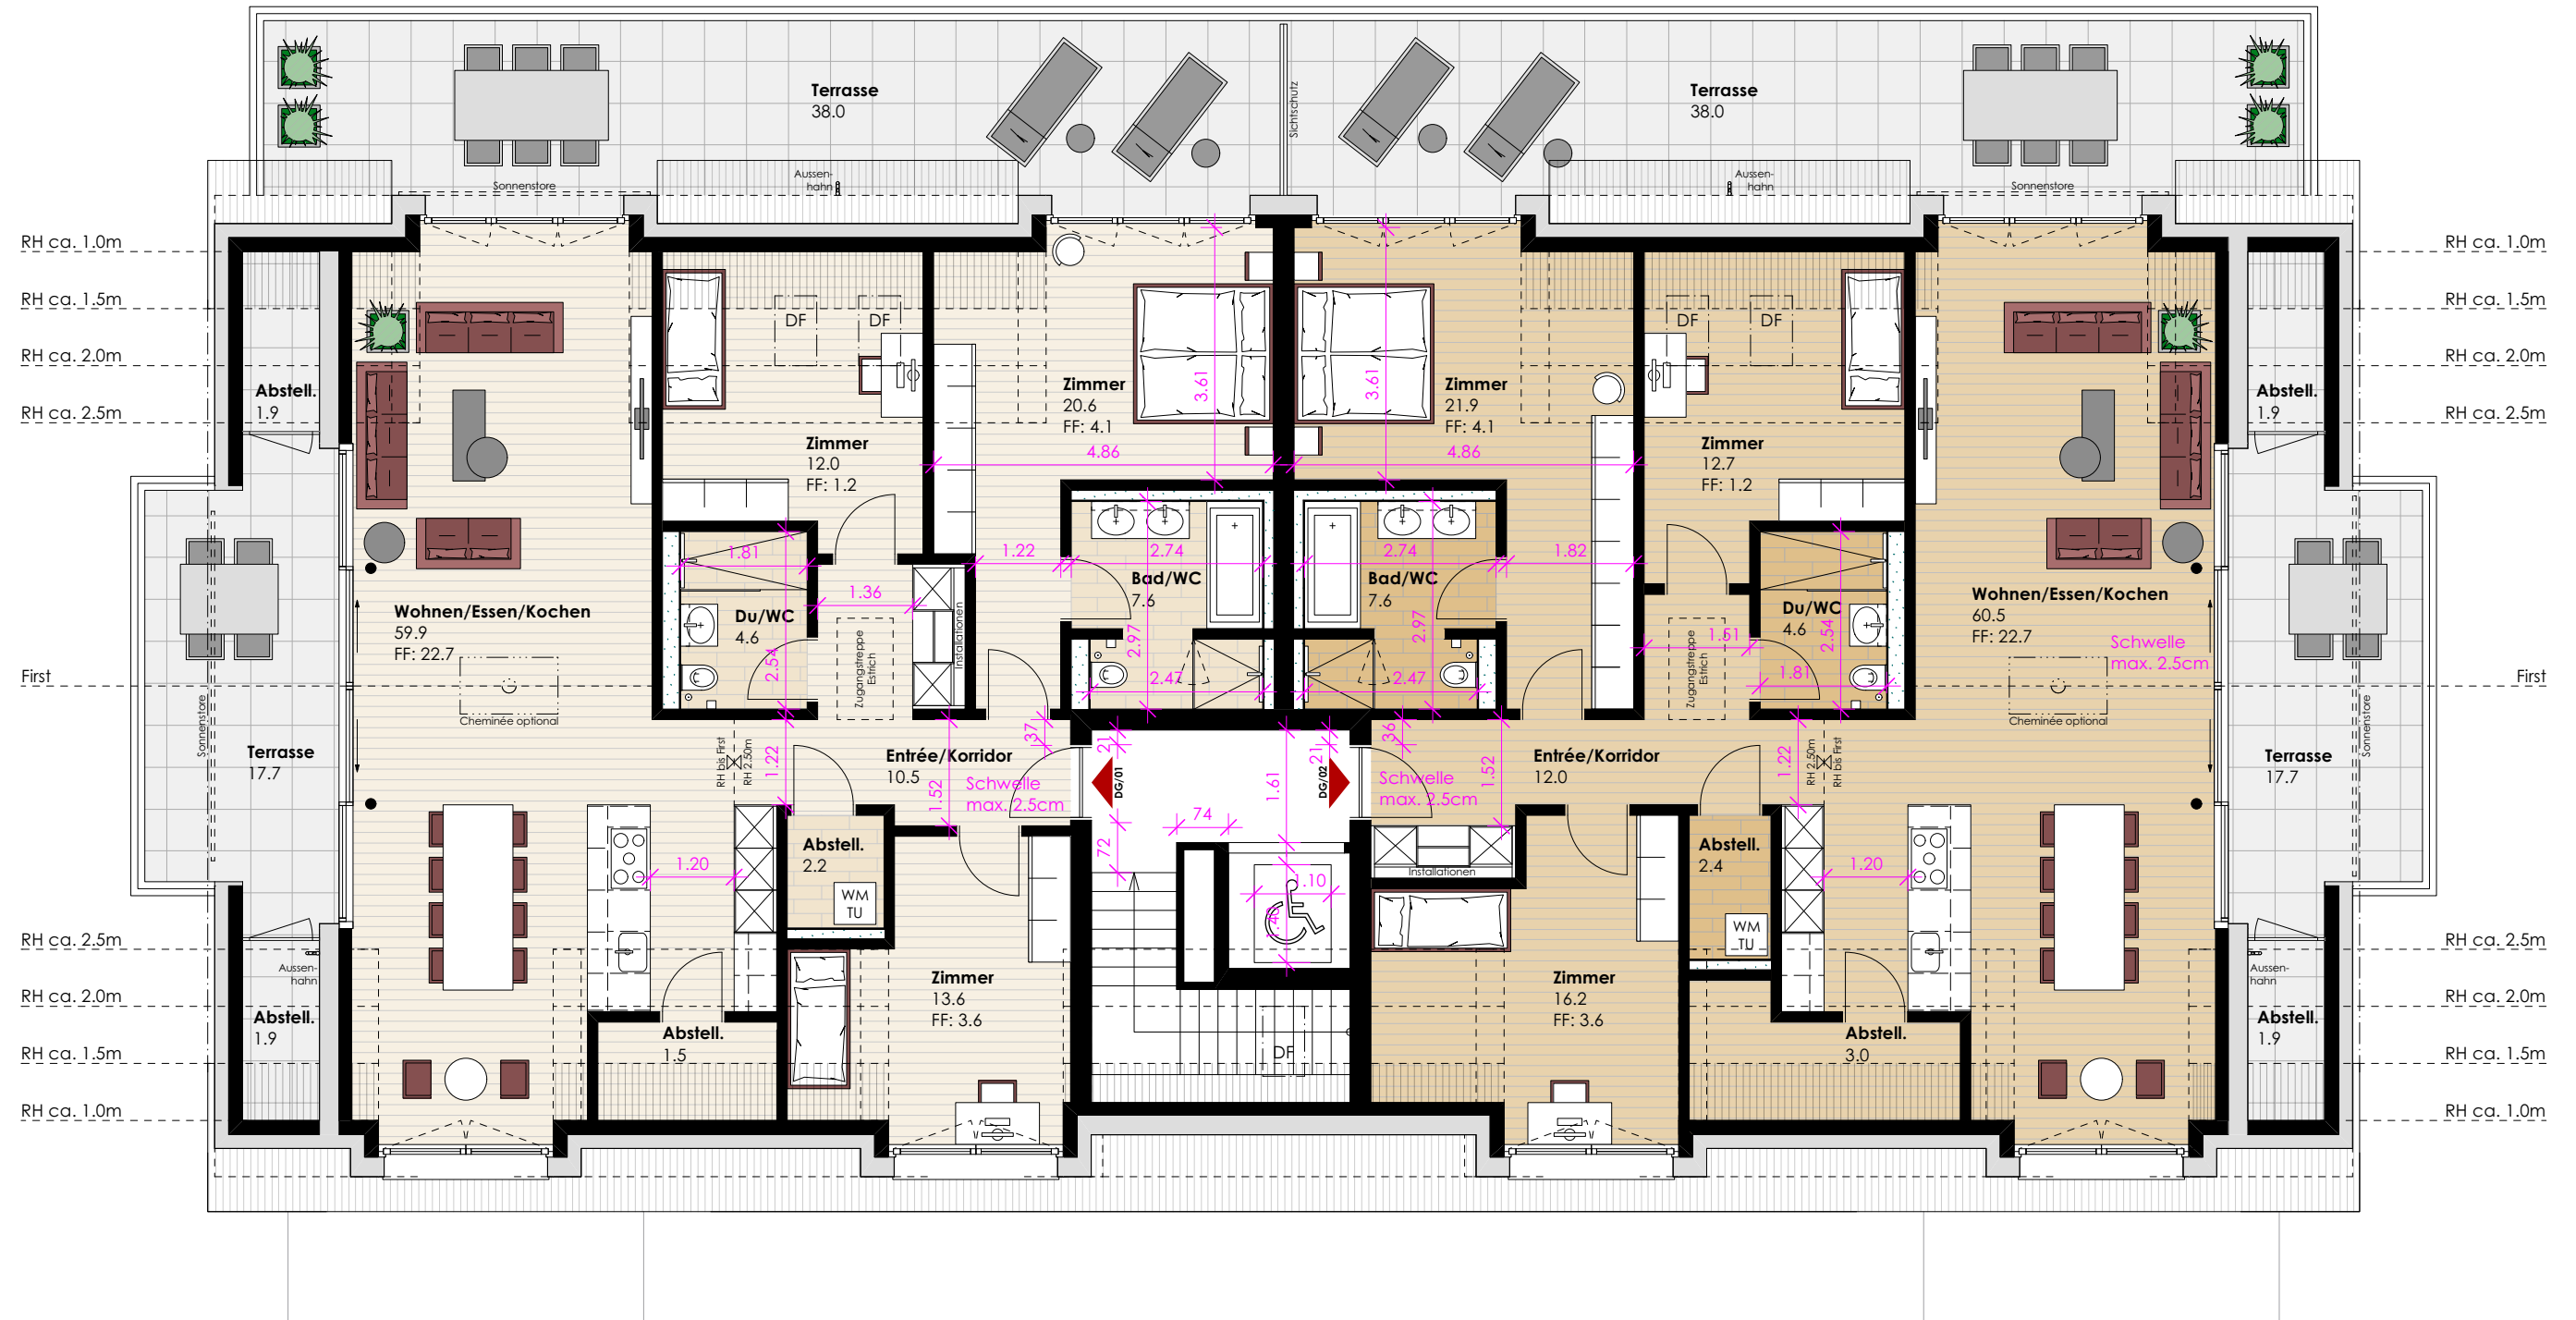 Terrasse
38.0
Sichtschutz
Terrasse
38.0
Sonnenstore
Aussen-
hahn
Aussen-
hahn
Sonnenstore
RH ca. 1.0m
RH ca. 1.5m
RH ca. 2.0m
RH ca. 2.5m
RH ca. 1.0m
RH ca. 1.5m
RH ca. 2.0m
RH ca. 2.5m
Abstell.
1.9
DF
DF
Zimmer
12.0
FF: 1.2
Zimmer
20.6
FF: 4.1
3.61
4.86
3.61
Zimmer
21.9
FF: 4.1
4.86
DF
DF
Zimmer
12.7
FF: 1.2
Abstell.
1.9
Wohnen/Essen/Kochen
59.9
FF: 22.7
1.81
Du/WC
4.6
2.54
1.36
Zugangstreppe
Estrich
Installationen
1.22
2.74
Bad/WC
7.6
2.97
2.47
2.74
Bad/WC
7.6
2.97
2.47
1.82
1.51
Zugangstreppe
Estrich
Du/WC
4.6
2.54
1.81
Wohnen/Essen/Kochen
60.5
FF: 22.7
Schwelle
max. 2.5cm
First
First
Cheminée optional
Cheminée optional
Sonnenstore
Terrasse
17.7
RH bis First
RH 2.50m
1.22
Entrée/Korridor
10.5
37
1.52
Schwelle
max. 2.5cm
21
DG/01
72
74
1.61
21
DG/02
36
Schwelle
max. 2.5cm
1.52
Entrée/Korridor
12.0
1.22
RH 2.50m
RH bis First
Terrasse
17.7
Sonnenstore
1.20
Abstell.
2.2
WM
TU
1.10
Installationen
Abstell.
2.4
WM
TU
1.20
RH ca. 2.5m
RH ca. 2.0m
RH ca. 1.5m
RH ca. 1.0m
Aussen-
hahn
Abstell.
1.9
Abstell.
1.5
Zimmer
13.6
FF: 3.6
DF
Zimmer
16.2
FF: 3.6
Abstell.
3.0
Aussen-
hahn
Abstell.
1.9
RH ca. 2.5m
RH ca. 2.0m
RH ca. 1.5m
RH ca. 1.0m